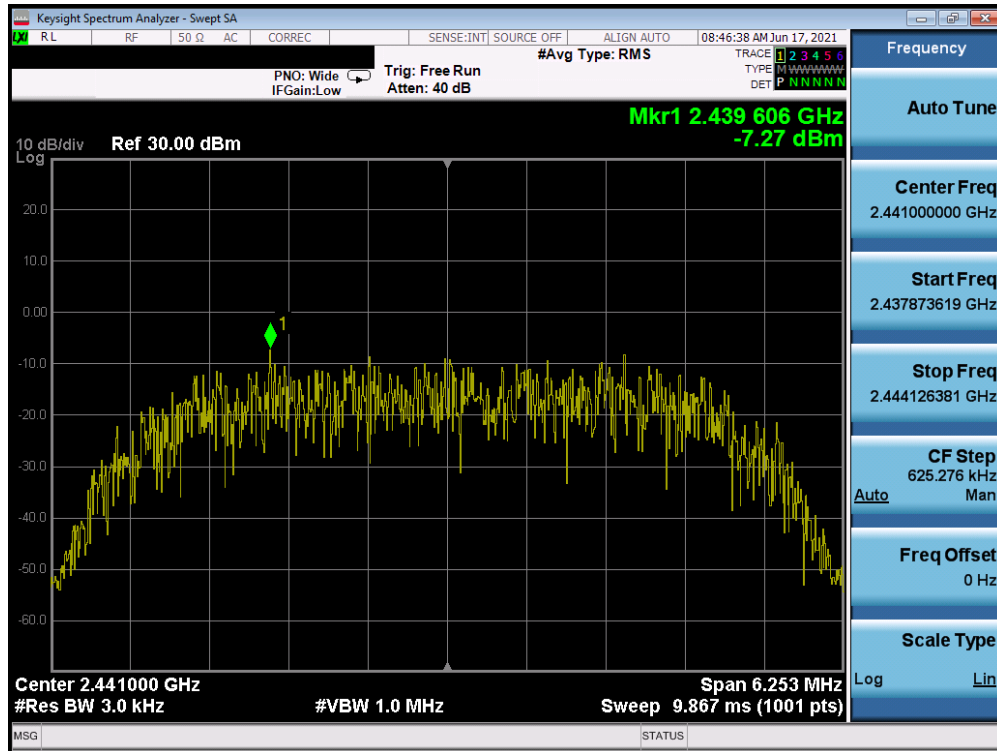 Keysight Spectrum Analyzer - Swept SA
LXI RL RF 50 Ω AC CORREC SENSE:INT SOURCE OFF ALIGN AUTO 08:46:38 AM Jun 17, 2021
#Avg Type: RMS
TRACE 1 2 3 4 5 6
PNO: Wide Trig: Free Run
TYPE M WWWWW
IFGain:Low Atten: 40 dB
DET P N N N N N
Mkr1 2.439 606 GHz
-7.27 dBm
10 dB/div Ref 30.00 dBm
Log
20.0
10.0
0.00
1
-10.0
-20.0
-30.0
-40.0
-50.0
-60.0
Center 2.441000 GHz Span 6.253 MHz
#Res BW 3.0 kHz #VBW 1.0 MHz Sweep 9.867 ms (1001 pts)
MSG STATUS
Frequency
Auto Tune
Center Freq
2.441000000 GHz
Start Freq
2.437873619 GHz
Stop Freq
2.444126381 GHz
CF Step
625.276 kHz
Auto Man
Freq Offset
0 Hz
Scale Type
Log Lin